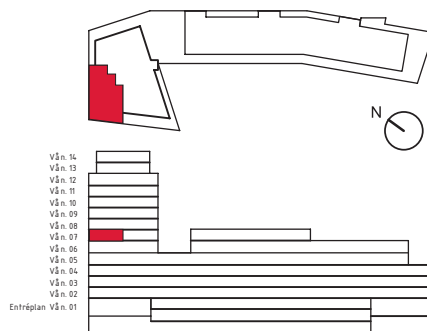 N
Vån. 14
Vån. 13
Vån. 12
Vån. 11
Vån. 10
Vån. 09
Vån. 08
Vån. 07
Vån. 06
Vån. 05
Vån. 04
Vån. 03
Vån. 02
Entréplan Vån. 01